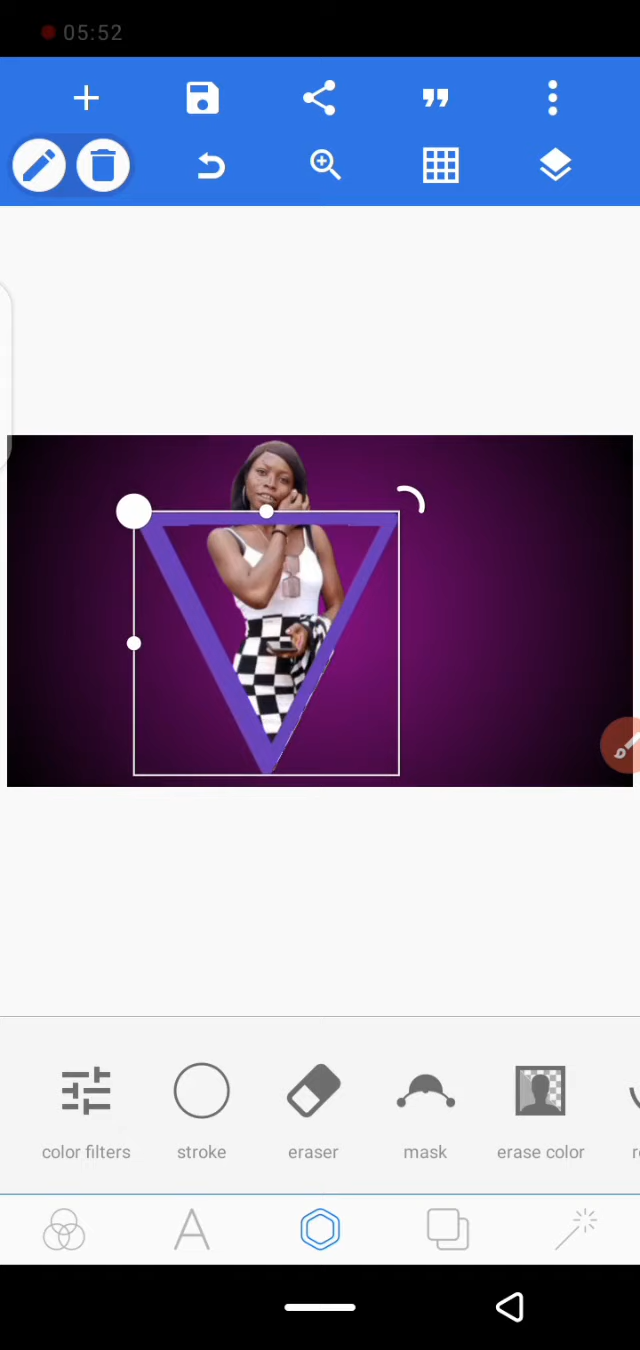 05:52
color filters
stroke
eraser
mask
erase color